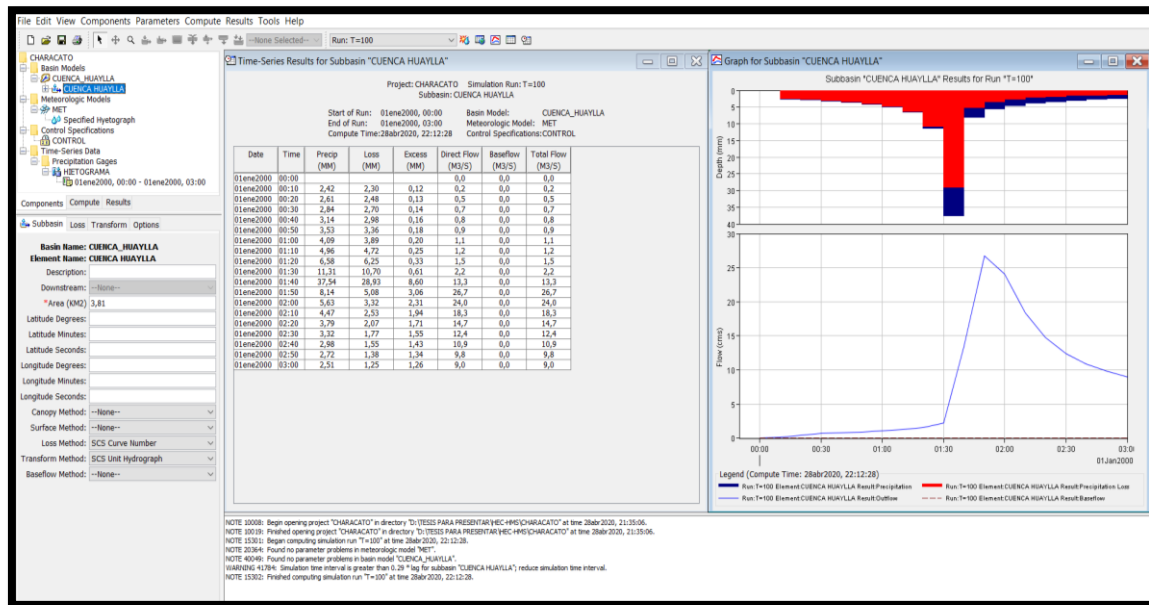 File Edit View Components Parameters Compute Results Tools Help
--None Selected-- Run: T=100
CHARACATO
Basin Models
CUENCA_HUAYLLA
CUENCA HUAYLLA
Meteorologic Models
MET
Specified Hyetograph
Control Specifications
CONTROL
Time-Series Data
Precipitation Gages
HIETOGRAMA
01ene2000, 00:00 - 01ene2000, 03:00
Components Compute Results
Subbasin Loss Transform Options
Basin Name: CUENCA_HUAYLLA
Element Name: CUENCA HUAYLLA
Description:
Downstream: --None--
*Area (KM2) 3,81
Latitude Degrees:
Latitude Minutes:
Latitude Seconds:
Longitude Degrees:
Longitude Minutes:
Longitude Seconds:
Canopy Method: --None--
Surface Method: --None--
Loss Method: SCS Curve Number
Transform Method: SCS Unit Hydrograph
Baseflow Method: --None--
Time-Series Results for Subbasin "CUENCA HUAYLLA"
Project: CHARACATO Simulation Run: T=100
Subbasin: CUENCA HUAYLLA
Start of Run: 01ene2000, 00:00 Basin Model: CUENCA_HUAYLLA
End of Run: 01ene2000, 03:00 Meteorologic Model: MET
Compute Time:28abr2020, 22:12:28 Control Specifications:CONTROL
Date Time Precip Loss Excess Direct Flow Baseflow Total Flow
(MM) (MM) (MM) (M3/S) (M3/S) (M3/S)
01ene2000 00:00 0,0 0,0 0,0
01ene2000 00:10 2,42 2,30 0,12 0,2 0,0 0,2
01ene2000 00:20 2,61 2,48 0,13 0,5 0,0 0,5
01ene2000 00:30 2,84 2,70 0,14 0,7 0,0 0,7
01ene2000 00:40 3,14 2,98 0,16 0,8 0,0 0,8
01ene2000 00:50 3,53 3,36 0,18 0,9 0,0 0,9
01ene2000 01:00 4,09 3,89 0,20 1,1 0,0 1,1
01ene2000 01:10 4,96 4,72 0,25 1,2 0,0 1,2
01ene2000 01:20 6,58 6,25 0,33 1,5 0,0 1,5
01ene2000 01:30 11,31 10,70 0,61 2,2 0,0 2,2
01ene2000 01:40 37,54 28,93 8,60 13,3 0,0 13,3
01ene2000 01:50 8,14 5,08 3,06 26,7 0,0 26,7
01ene2000 02:00 5,63 3,32 2,31 24,0 0,0 24,0
01ene2000 02:10 4,47 2,53 1,94 18,3 0,0 18,3
01ene2000 02:20 3,79 2,07 1,71 14,7 0,0 14,7
01ene2000 02:30 3,32 1,77 1,55 12,4 0,0 12,4
01ene2000 02:40 2,98 1,55 1,43 10,9 0,0 10,9
01ene2000 02:50 2,72 1,38 1,34 9,8 0,0 9,8
01ene2000 03:00 2,51 1,25 1,26 9,0 0,0 9,0
Graph for Subbasin "CUENCA HUAYLLA"
Subbasin "CUENCA HUAYLLA" Results for Run "T=100"
Depth (mm)
0
5
10
15
20
25
30
35
40
Flow (cms)
30
25
20
15
10
5
0
00:00 00:30 01:00 01:30 02:00 02:30 03:00
01Jan2000
Legend (Compute Time: 28abr2020, 22:12:28)
Run:T=100 Element:CUENCA HUAYLLA Result:Precipitation Run:T=100 Element:CUENCA HUAYLLA Result:Precipitation Loss
Run:T=100 Element:CUENCA HUAYLLA Result:Outflow Run:T=100 Element:CUENCA HUAYLLA Result:Baseflow
NOTE 10008: Begin opening project "CHARACATO" in directory "D:\TESIS PARA PRESENTAR\HEC-HMS\CHARACATO" at time 28abr2020, 21:35:06.
NOTE 10019: Finished opening project "CHARACATO" in directory "D:\TESIS PARA PRESENTAR\HEC-HMS\CHARACATO" at time 28abr2020, 21:35:06.
NOTE 15301: Began computing simulation run "T=100" at time 28abr2020, 22:12:28.
NOTE 20364: Found no parameter problems in meteorologic model "MET".
NOTE 40049: Found no parameter problems in basin model "CUENCA_HUAYLLA".
WARNING 41784: Simulation time interval is greater than 0.29 * lag for subbasin "CUENCA HUAYLLA"; reduce simulation time interval.
NOTE 15302: Finished computing simulation run "T=100" at time 28abr2020, 22:12:28.